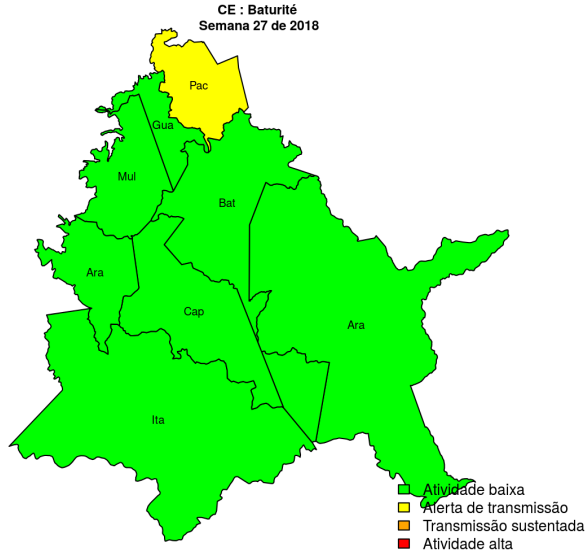 CE : Baturité
Semana 27 de 2018
Pac
Gua
Mul
Bat
Ara
Cap
Ara
Ita
Atividade baixa
Alerta de transmissão
Transmissão sustentada
Atividade alta